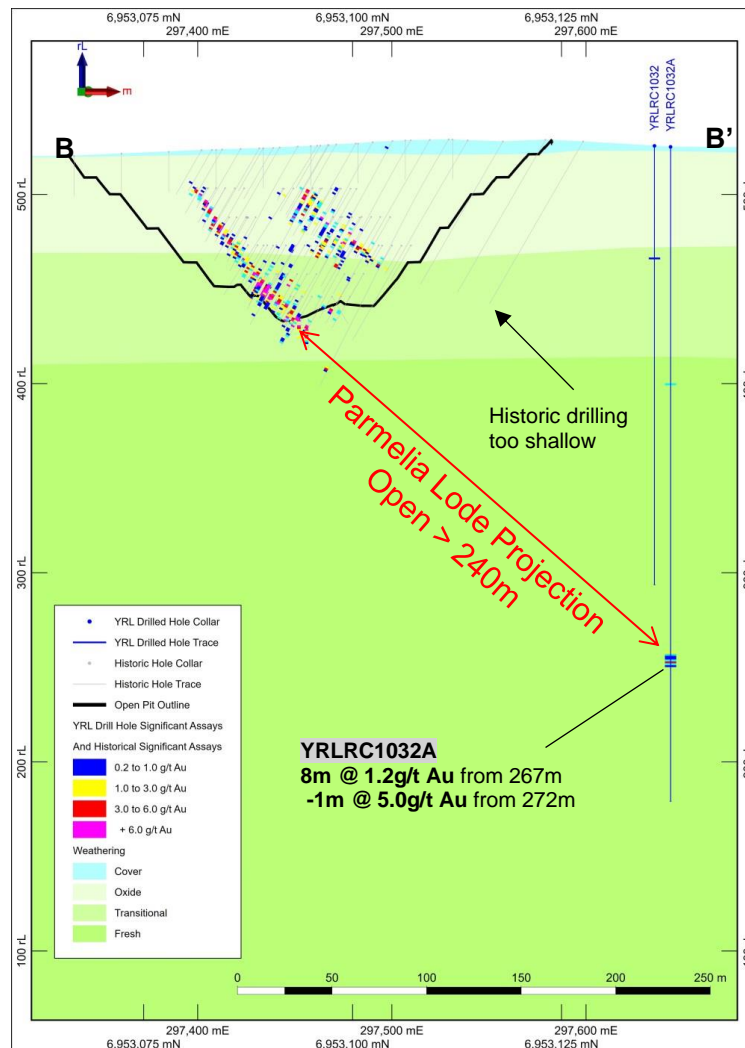 6,953,075 mN
6,953,100 mN
6,953,125 mN
297,400 mE
297,500 mE
297,600 mE
rL
m
YRLRC1032
YRLRC1032A
B
B'
500 rL
400 rL
300 rL
200 rL
100 rL
Historic drilling
too shallow
Parmelia Lode Projection
Open > 240m
YRLRC1032A
8m @ 1.2g/t Au from 267m
-1m @ 5.0g/t Au from 272m
YRL Drilled Hole Collar
YRL Drilled Hole Trace
Historic Hole Collar
Historic Hole Trace
Open Pit Outline
YRL Drill Hole Significant Assays
And Historical Significant Assays
0.2 to 1.0 g/t Au
1.0 to 3.0 g/t Au
3.0 to 6.0 g/t Au
+ 6.0 g/t Au
Weathering
Cover
Oxide
Transitional
Fresh
0
50
100
150
200
250 m
297,400 mE
297,500 mE
297,600 mE
6,953,075 mN
6,953,100 mN
6,953,125 mN